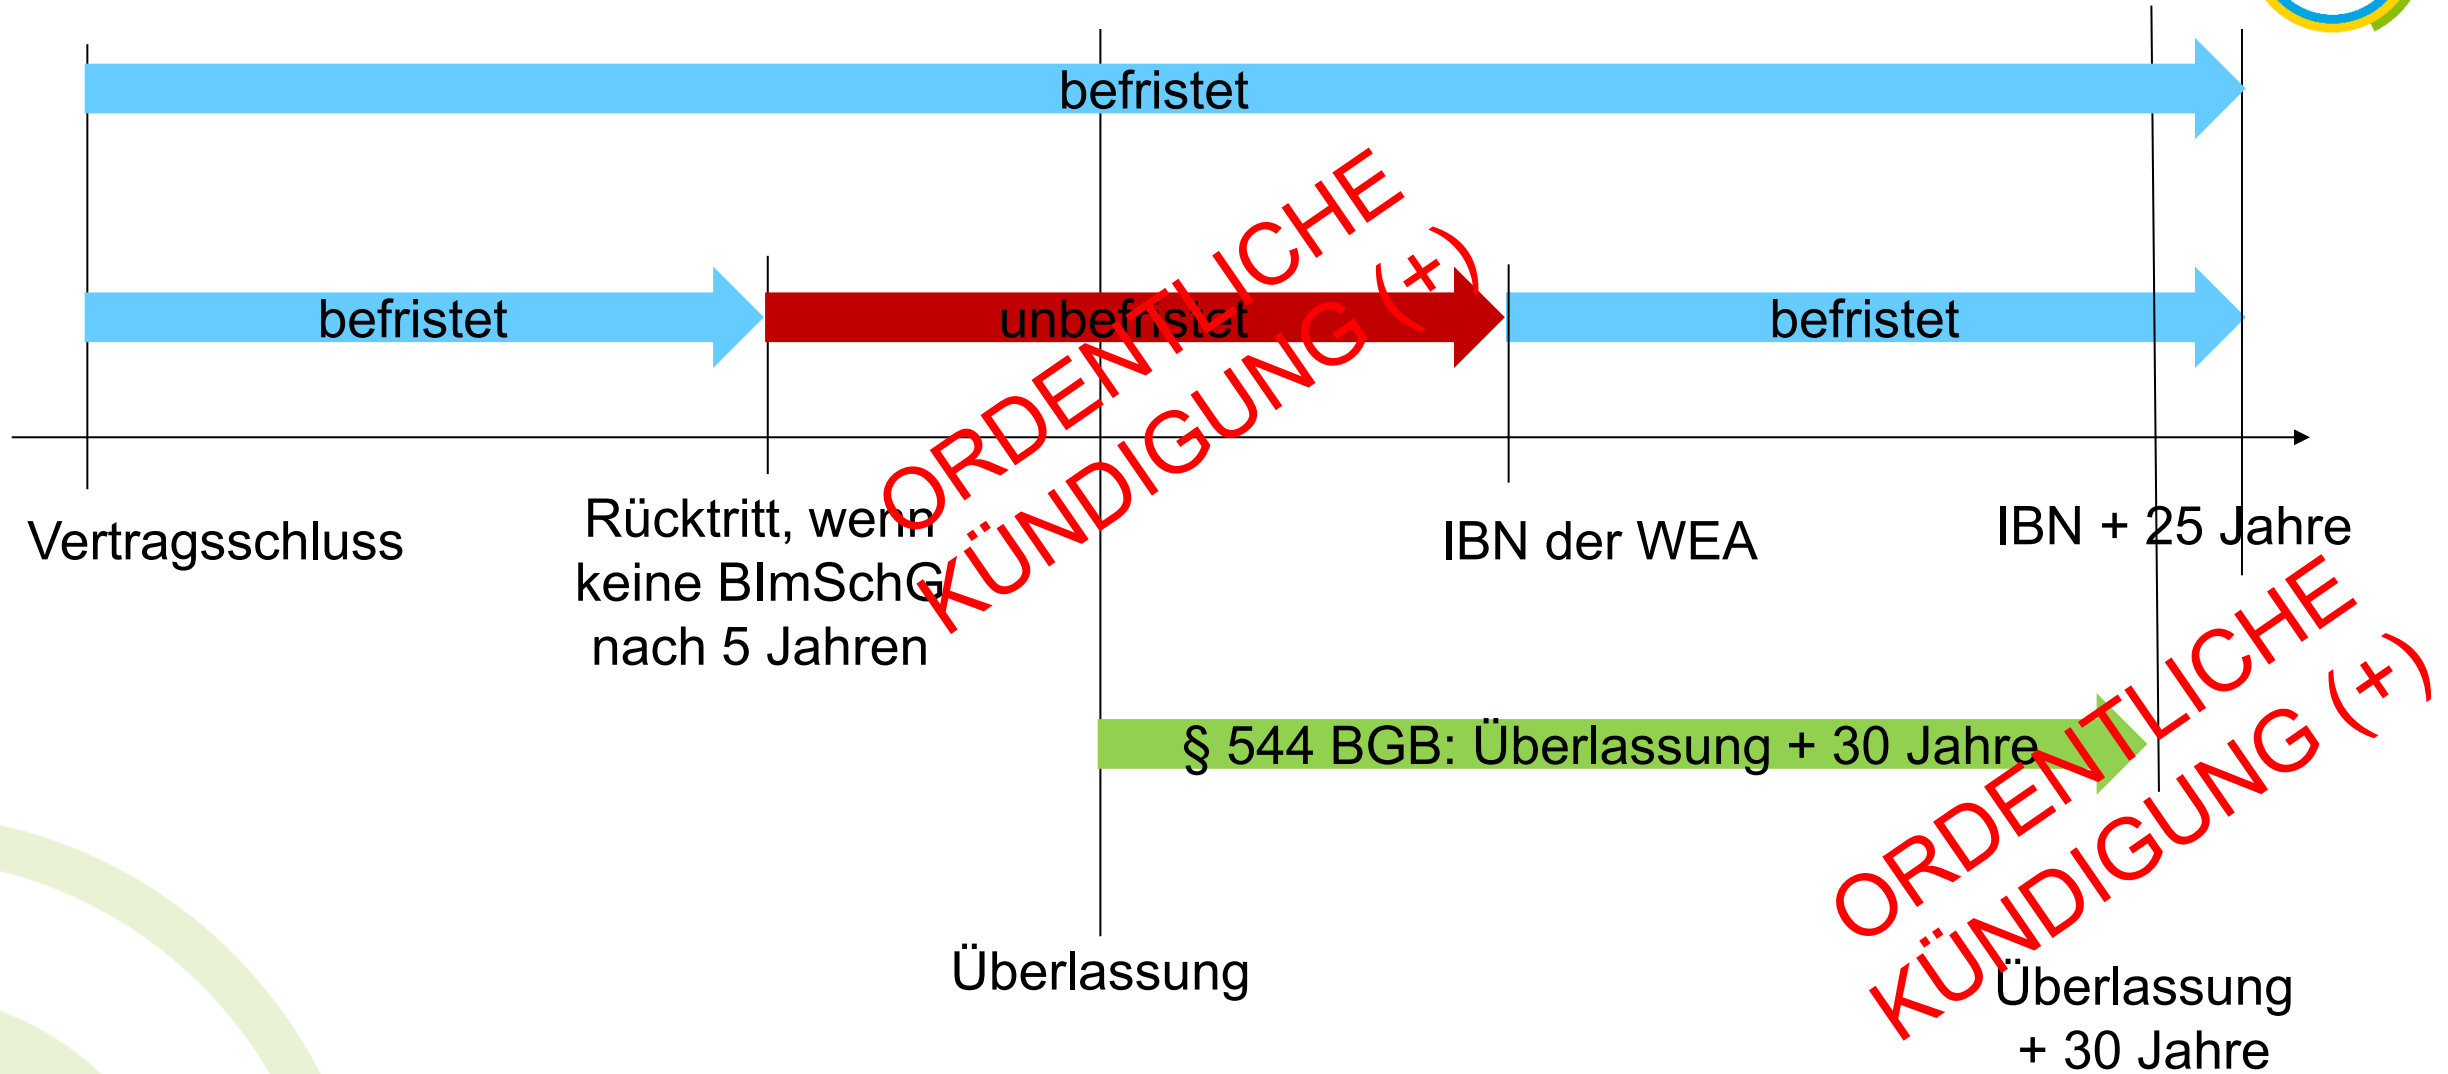 befristet
befristet
unbefristet
befristet
ORDENTLICHE
KÜNDIGUNG (+)
Vertragsschluss
Rücktritt, wenn
keine BImSchG
nach 5 Jahren
IBN der WEA
IBN + 25 Jahre
§ 544 BGB: Überlassung + 30 Jahre
ORDENTLICHE
KÜNDIGUNG (+)
Überlassung
Überlassung
+ 30 Jahre